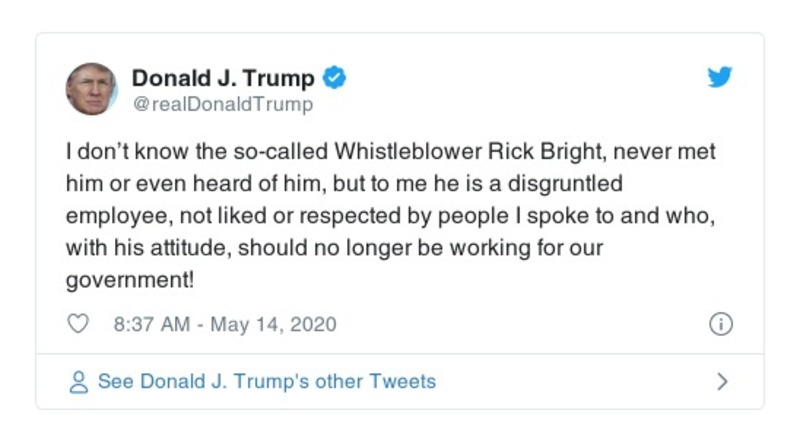 Donald J. Trump
@realDonaldTrump
I don’t know the so-called Whistleblower Rick Bright, never met
him or even heard of him, but to me he is a disgruntled
employee, not liked or respected by people I spoke to and who,
with his attitude, should no longer be working for our
government!
8:37 AM - May 14, 2020
See Donald J. Trump's other Tweets